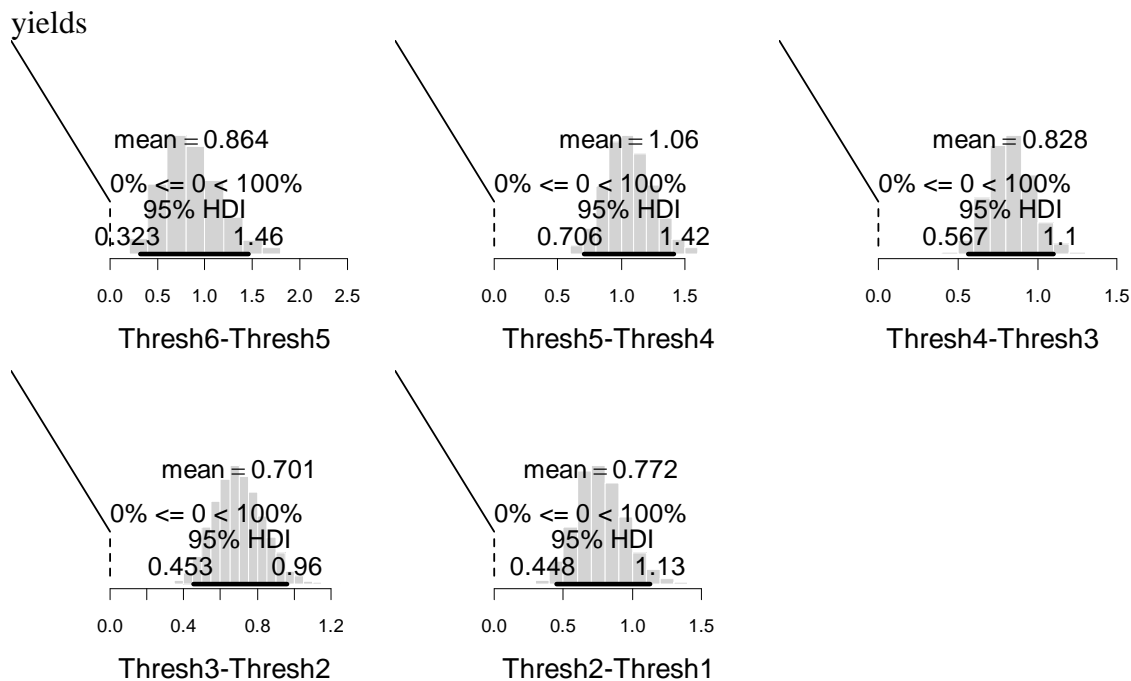 yields
mean = 0.864
0% <= 0 < 100%
95% HDI
0.323 1.46
0.0 0.5 1.0 1.5 2.0 2.5
Thresh6-Thresh5
mean = 1.06
0% <= 0 < 100%
95% HDI
0.706 1.42
0.0 0.5 1.0 1.5
Thresh5-Thresh4
mean = 0.828
0% <= 0 < 100%
95% HDI
0.567 1.1
0.0 0.5 1.0 1.5
Thresh4-Thresh3
mean = 0.701
0% <= 0 < 100%
95% HDI
0.453 0.96
0.0 0.4 0.8 1.2
Thresh3-Thresh2
mean = 0.772
0% <= 0 < 100%
95% HDI
0.448 1.13
0.0 0.5 1.0 1.5
Thresh2-Thresh1